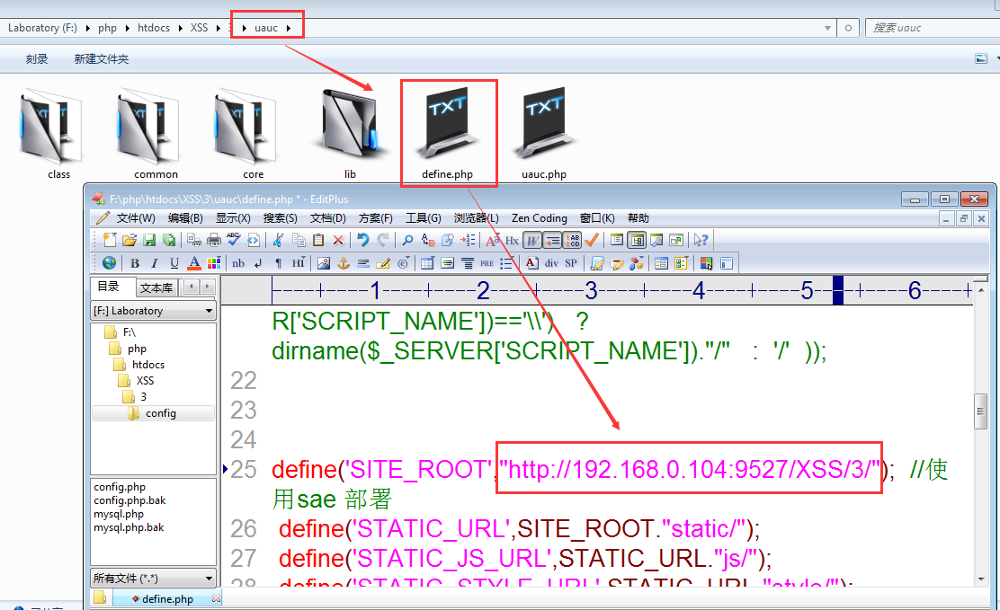 Laboratory (F:) ▸ php ▸ htdocs ▸ XSS ▸ 3 ▸ uauc ▸
搜索 uauc
刻录 新建文件夹
class common core lib define.php uauc.php
F:\php\htdocs\XSS\3\uauc\define.php * - EditPlus
文件(W) 编辑(B) 显示(X) 搜索(S) 文档(D) 方案(F) 工具(G) 浏览器(L) Zen Coding 窗口(K) 帮助
目录 文本库
[F:] Laboratory
F:\
php
htdocs
XSS
3
config
config.php
config.php.bak
mysql.php
mysql.php.bak
所有文件 (*.*)
----+----1----+----2----+----3----+----4----+----5----+----6----+
R['SCRIPT_NAME'])=='\\') ?
dirname($_SERVER['SCRIPT_NAME'])."/" : '/' ));
22
23
24
25 define('SITE_ROOT',"http://192.168.0.104:9527/XSS/3/"); //使
用sae 部署
26 define('STATIC_URL',SITE_ROOT."static/");
27 define('STATIC_JS_URL',STATIC_URL."js/");
28 define('STATIC_STYLE_URL',STATIC_URL."style/");
define.php